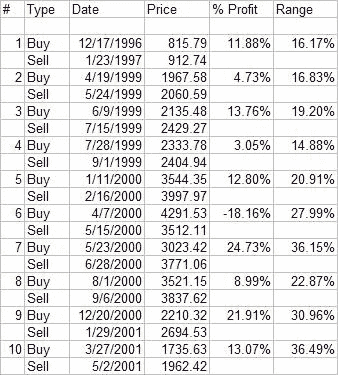 # Type Date Price % Profit Range
1 Buy 12/17/1996 815.79 11.88% 16.17%
Sell 1/23/1997 912.74
2 Buy 4/19/1999 1967.58 4.73% 16.83%
Sell 5/24/1999 2060.59
3 Buy 6/9/1999 2135.48 13.76% 19.20%
Sell 7/15/1999 2429.27
4 Buy 7/28/1999 2333.78 3.05% 14.88%
Sell 9/1/1999 2404.94
5 Buy 1/11/2000 3544.35 12.80% 20.91%
Sell 2/16/2000 3997.97
6 Buy 4/7/2000 4291.53 -18.16% 27.99%
Sell 5/15/2000 3512.11
7 Buy 5/23/2000 3023.42 24.73% 36.15%
Sell 6/28/2000 3771.06
8 Buy 8/1/2000 3521.15 8.99% 22.87%
Sell 9/6/2000 3837.62
9 Buy 12/20/2000 2210.32 21.91% 30.96%
Sell 1/29/2001 2694.53
10 Buy 3/27/2001 1735.63 13.07% 36.49%
Sell 5/2/2001 1962.42